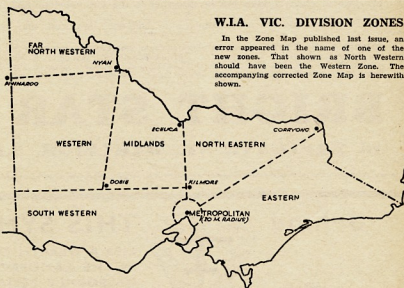 W.I.A. VIC. DIVISION ZONES
In the Zone Map published last issue, an
error appeared in the name of one of the
new zones. That shown as North Western
should have been the Western Zone. The
accompanying corrected Zone Map is herewith
shown.
FAR
NORTH WESTERN
NYAH
ECHUCA
CORRYONG
WESTERN
MIDLANDS
NORTH EASTERN
DOBIE
KILMORE
SOUTH WESTERN
METROPOLITAN
(30 M. RADIUS)
EASTERN